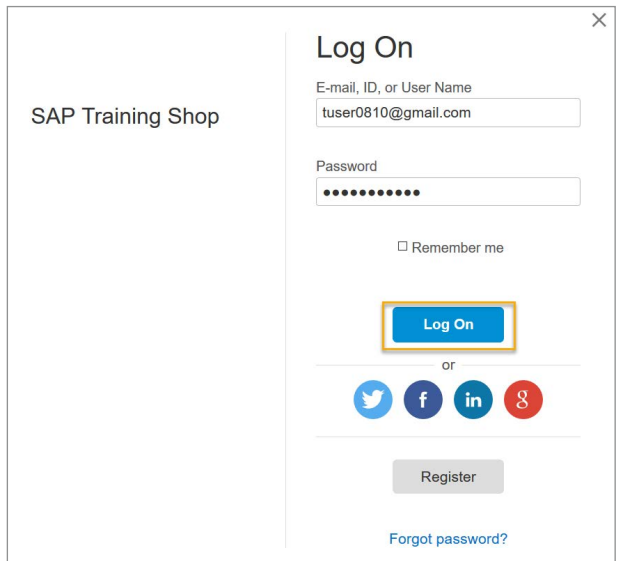 Log On
SAP Training Shop
E-mail, ID, or User Name
tuser0810@gmail.com
Password
●●●●●●●●●●●
Remember me
Log On
or
f in g
Register
Forgot password?